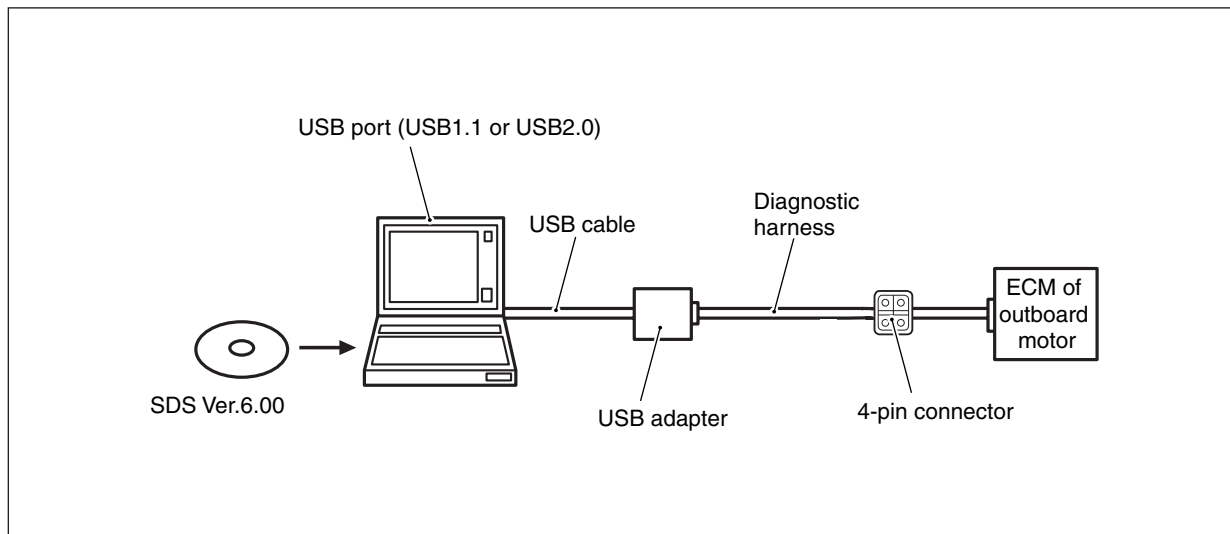 USB port (USB1.1 or USB2.0)
USB cable
Diagnostic
harness
ECM of
outboard
motor
SDS Ver.6.00
USB adapter
4-pin connector